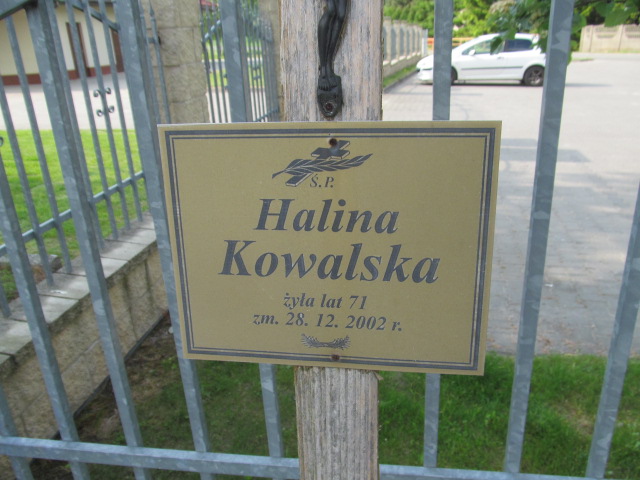 Ś.P.
Halina
Kowalska
żyła lat 71
zm. 28. 12. 2002 r.